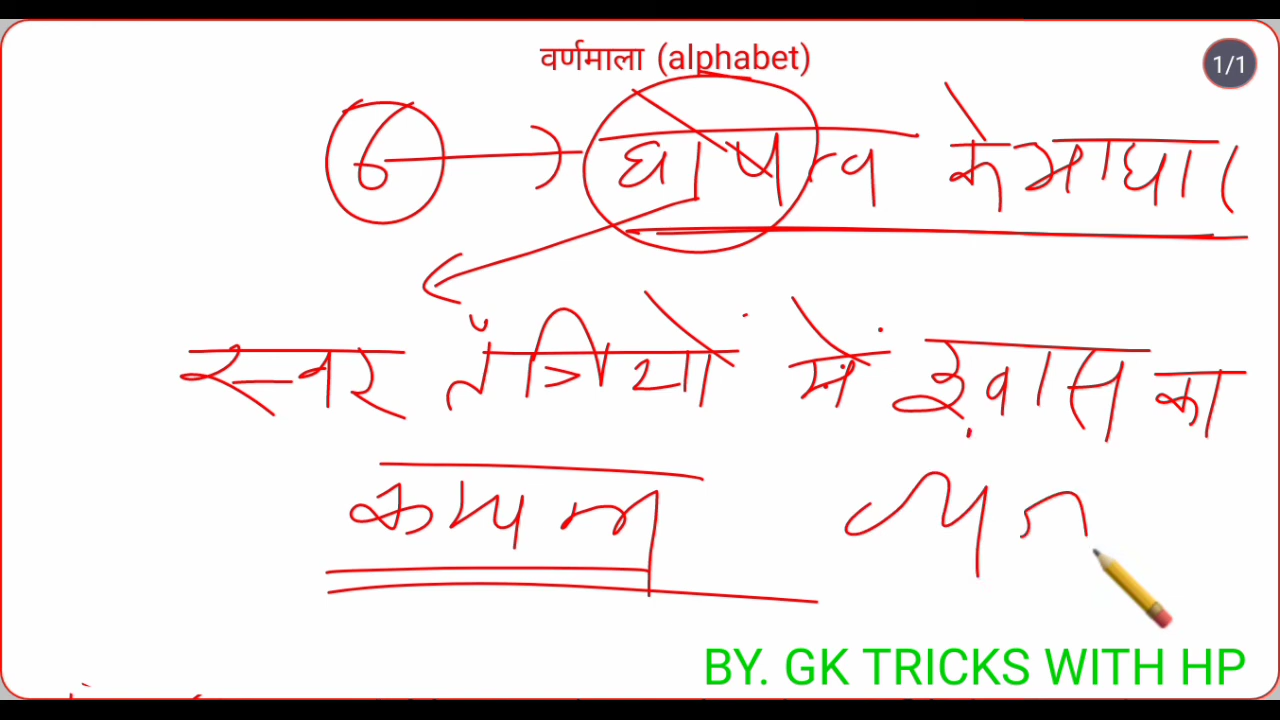 वर्णमाला (alphabet)
1/1
6 → घोषत्व के आधार
स्वर तंत्रियों में श्वास का
कम्पन
BY. GK TRICKS WITH HP